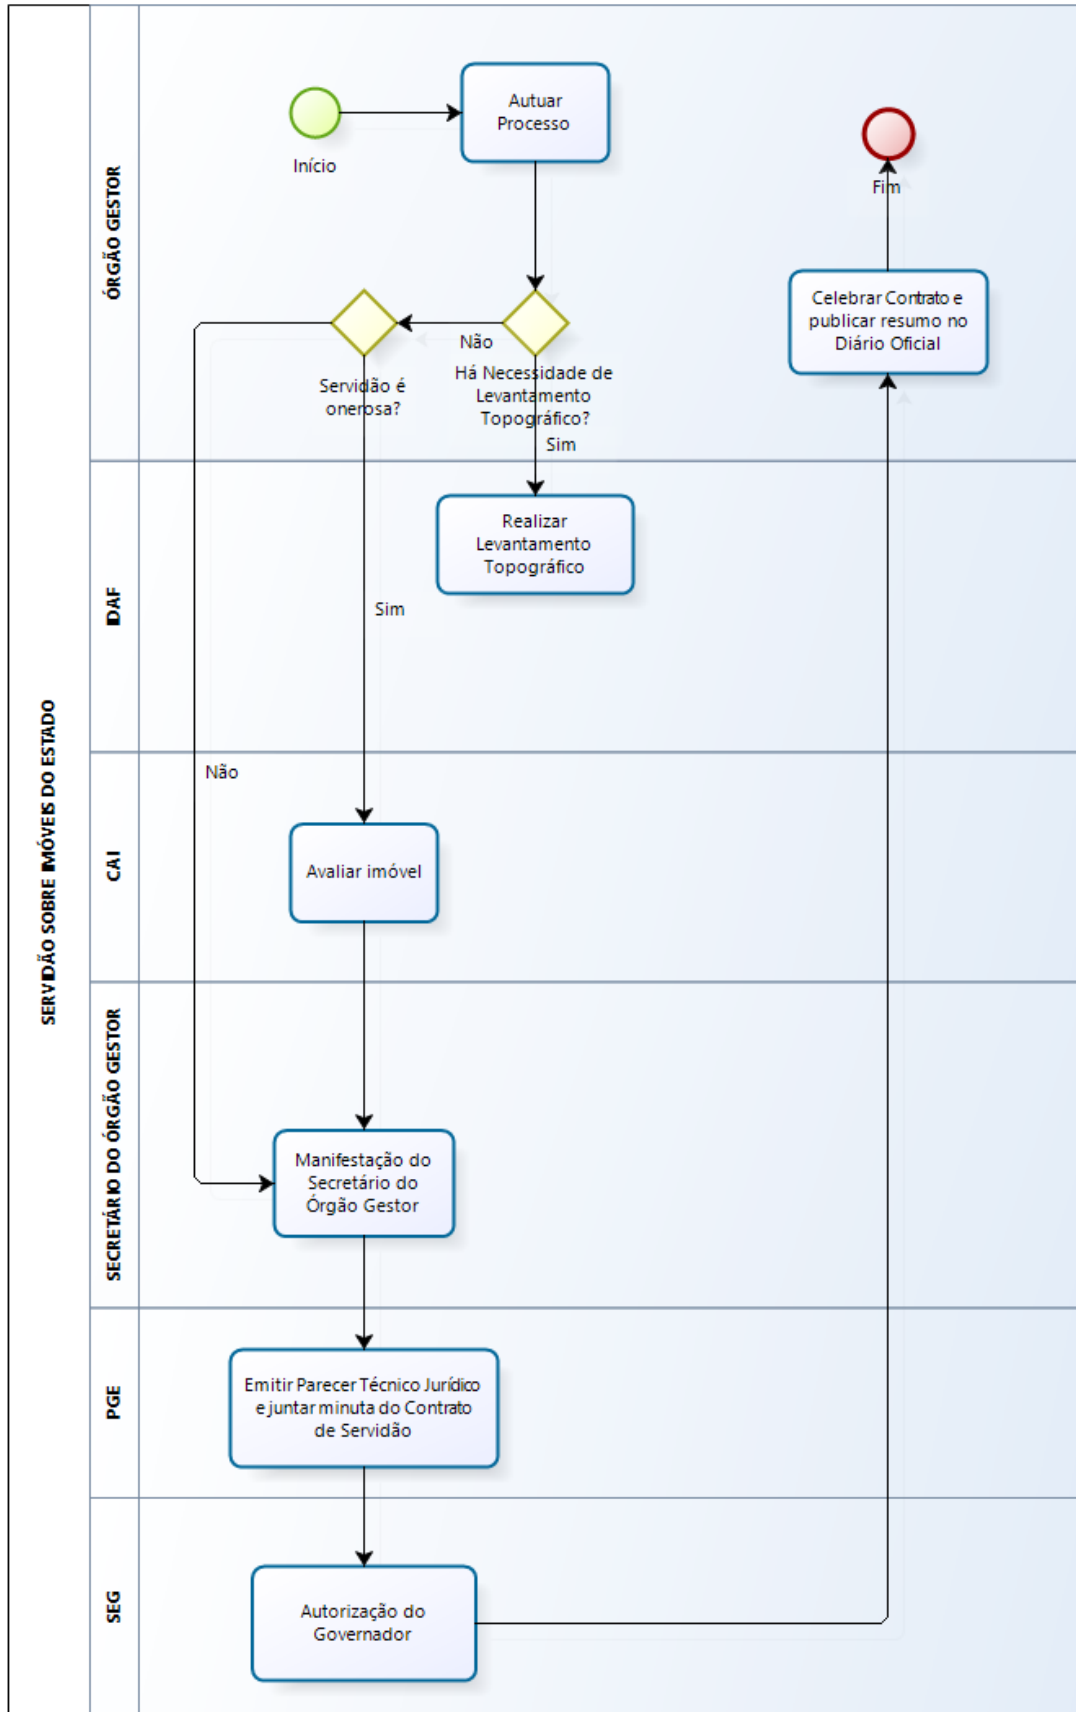 SERVIDÃO SOBRE IMÓVEIS DO ESTADO
ÓRGÃO GESTOR
Início
Autuar
Processo
Fim
Celebrar Contrato e
publicar resumo no
Diário Oficial
Não
Há Necessidade de
Levantamento
Topográfico?
Servidão é
onerosa?
Sim
IDAF
Realizar
Levantamento
Topográfico
Sim
Não
CAI
Avaliar imóvel
SECRETÁRIO DO ÓRGÃO GESTOR
Manifestação do
Secretário do
Órgão Gestor
PGE
Emitir Parecer Técnico Jurídico
e juntar minuta do Contrato
de Servidão
SEG
Autorização do
Governador